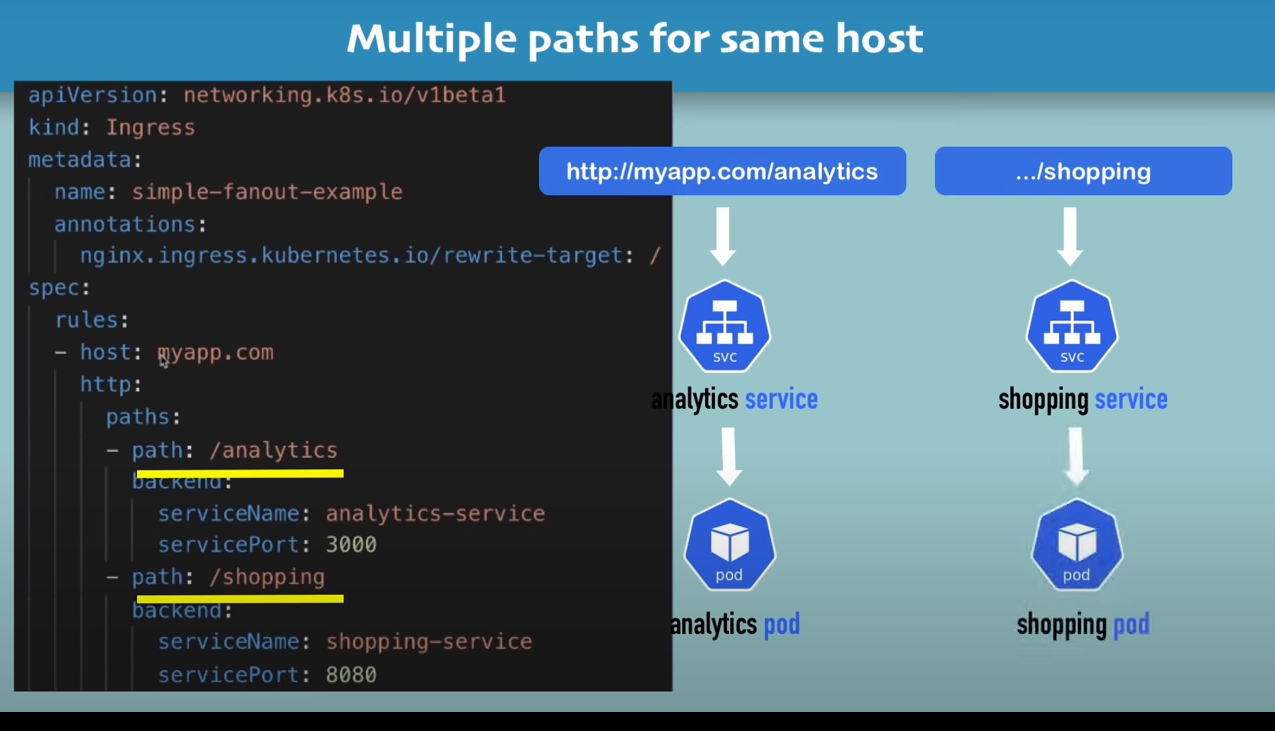 Multiple paths for same host
apiVersion: networking.k8s.io/v1beta1
kind: Ingress
metadata:
name: simple-fanout-example
annotations:
nginx.ingress.kubernetes.io/rewrite-target: /
spec:
rules:
- host: myapp.com
http:
paths:
- path: /analytics
backend:
serviceName: analytics-service
servicePort: 3000
- path: /shopping
backend:
serviceName: shopping-service
servicePort: 8080
http://myapp.com/analytics
svc
analytics service
pod
analytics pod
.../shopping
svc
shopping service
pod
shopping pod